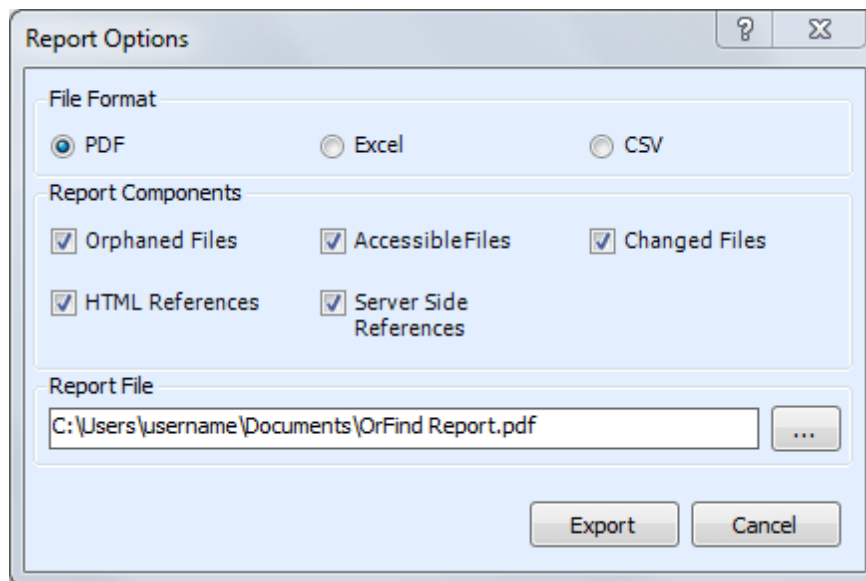 Report Options
File Format
PDF Excel CSV
Report Components
Orphaned Files AccessibleFiles Changed Files
HTML References Server Side
References
Report File
C:\Users\username\Documents\OrFind Report.pdf ...
Export Cancel